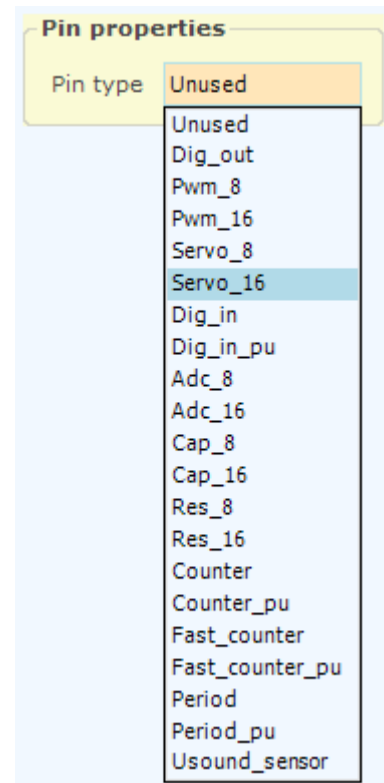 Pin properties
Pin type Unused
Unused
Dig_out
Pwm_8
Pwm_16
Servo_8
Servo_16
Dig_in
Dig_in_pu
Adc_8
Adc_16
Cap_8
Cap_16
Res_8
Res_16
Counter
Counter_pu
Fast_counter
Fast_counter_pu
Period
Period_pu
Usound_sensor